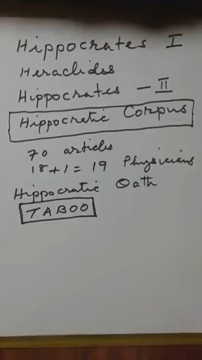 Hippocrates I
Heraclides
Hippocrates - II
Hippocratic Corpus
70 articles
18+1 = 19 Physicians
Hippocratic Oath
TABOO